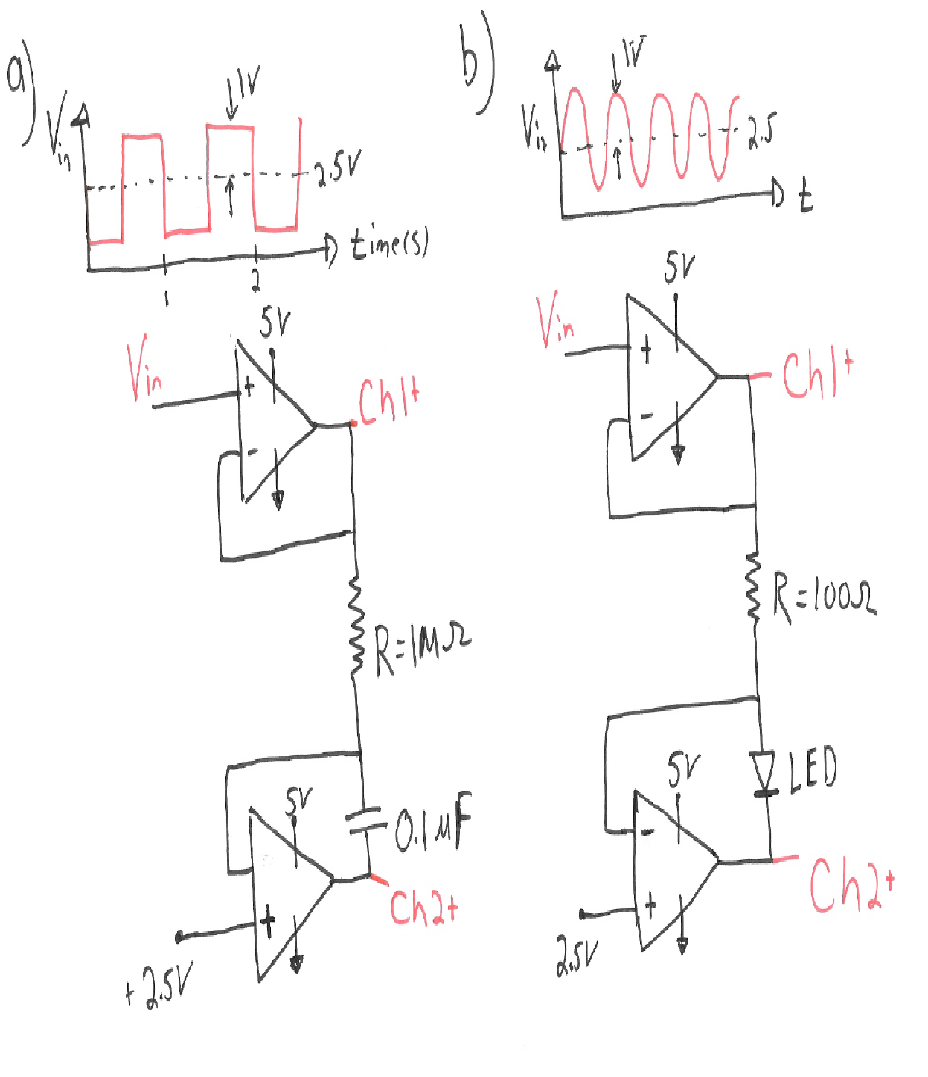 a)
Vin
1V
2.5V
time(s)
1
2
5V
Vin
+
-
Ch1+
R=1MΩ
5V
0.1μF
+
Ch2+
+2.5V
b)
1V
Vin
2.5
t
5V
Vin
+
-
Ch1+
R=100Ω
5V
LED
-
+
Ch2+
2.5V